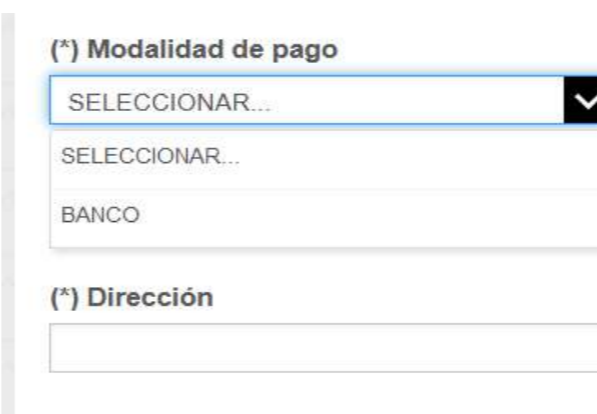 (*) Modalidad de pago
SELECCIONAR...
SELECCIONAR...
BANCO
(*) Dirección